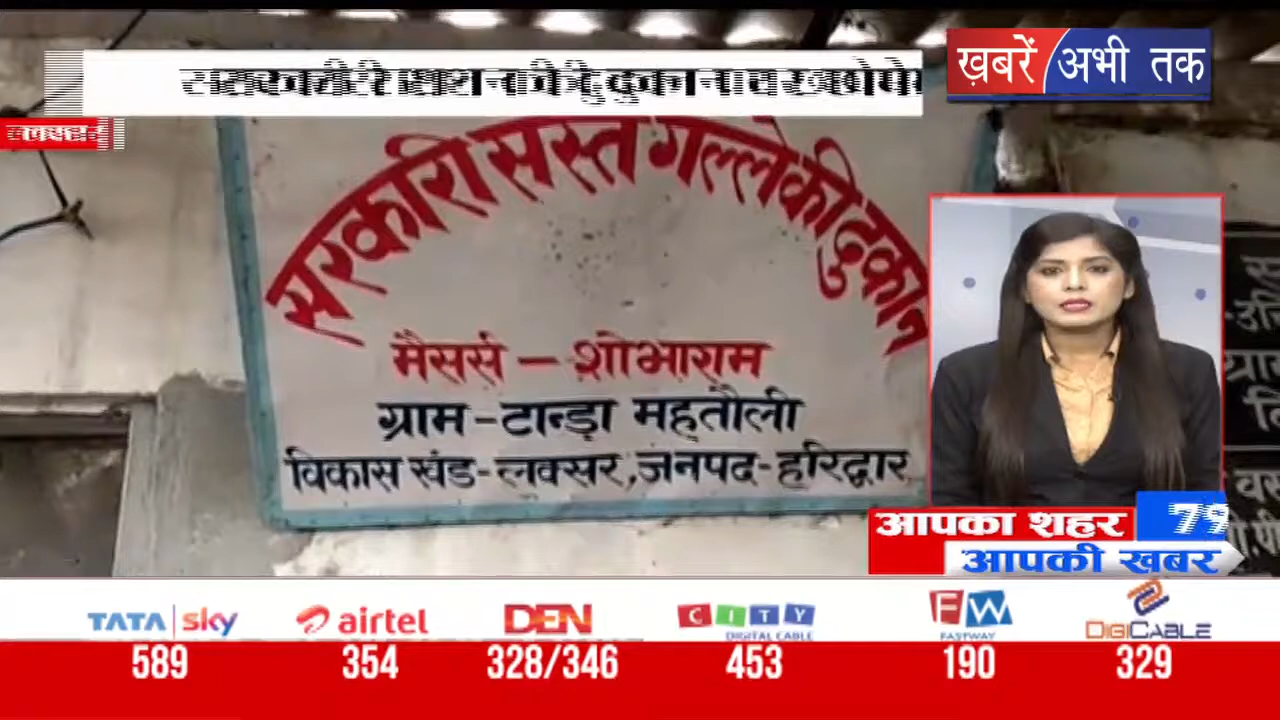 ख़बरें अभी तक
सरकारी सस्ते गल्ले की दुकान
मैसर्स - शोभाराम
ग्राम-टान्ड़ा महतौली
विकास खंड-लक्सर, जनपद-हरिद्वार
आपका शहर 79
आपकी खबर
TATA sky airtel DEN CITY DIGITAL CABLE FW FASTWAY DIGICABLE
589 354 328/346 453 190 329